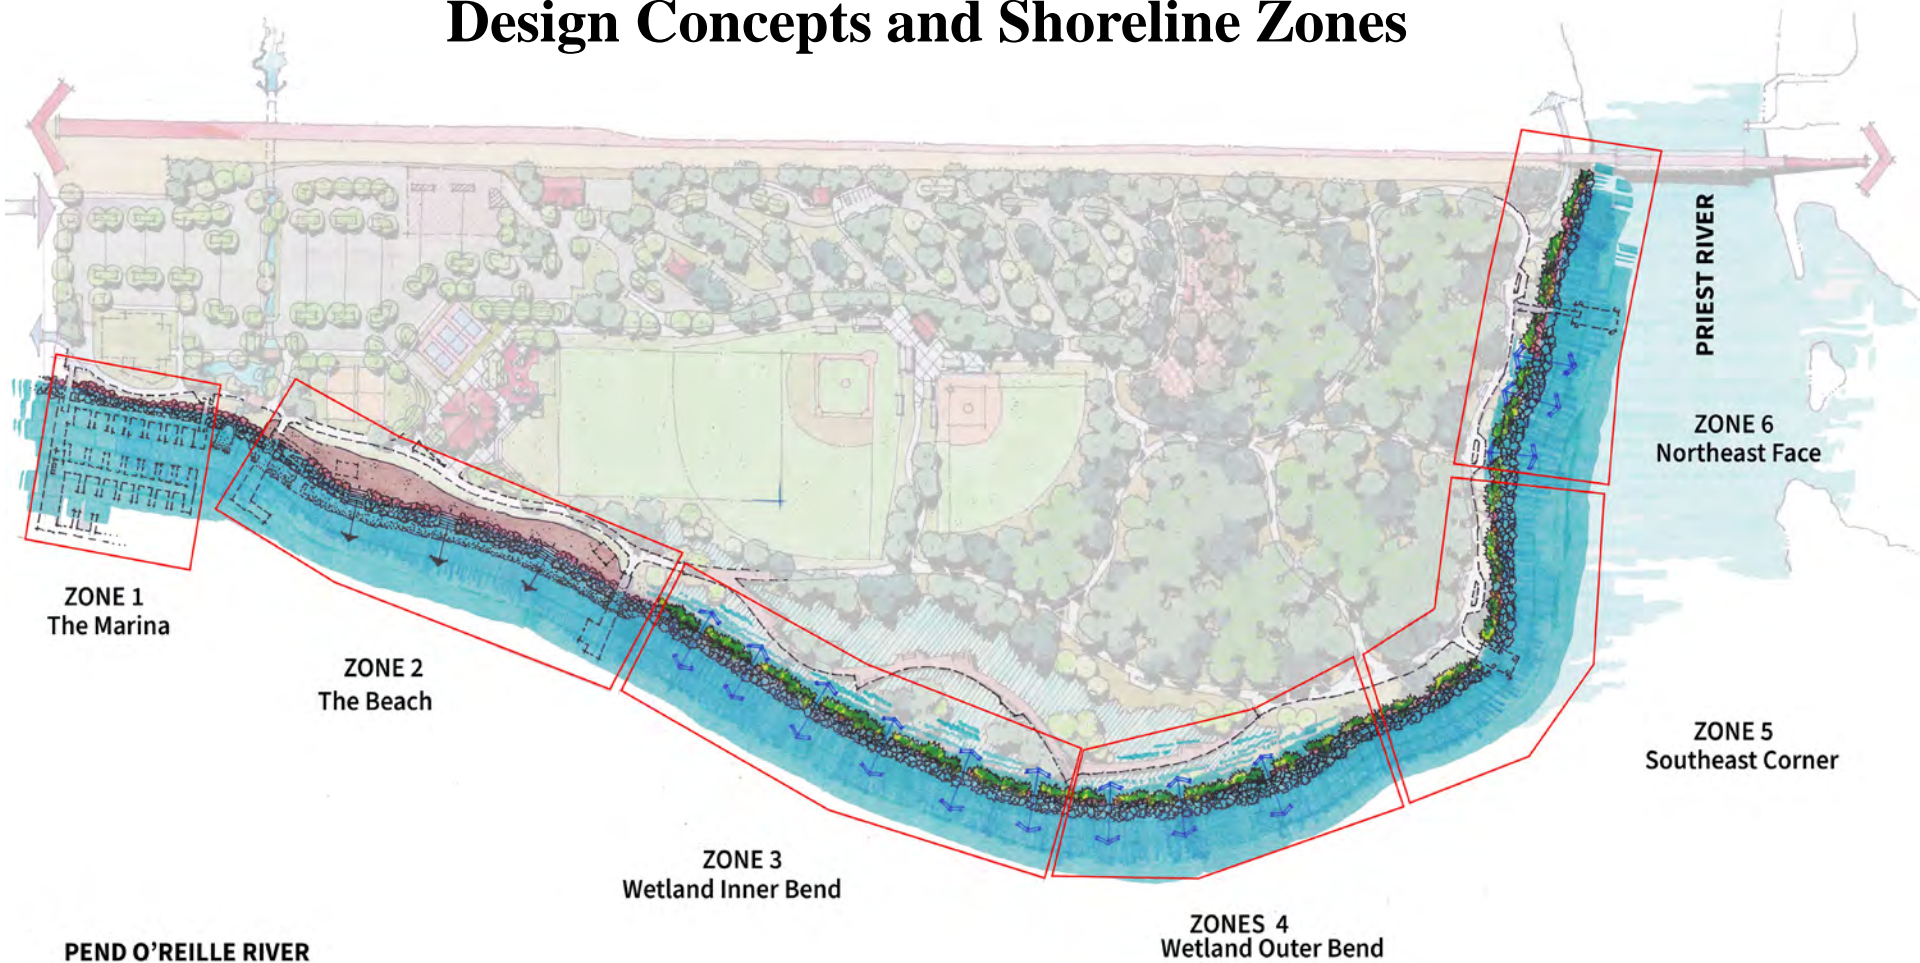 Design Concepts and Shoreline Zones
PRIEST RIVER
ZONE 6
Northeast Face
ZONE 1
The Marina
ZONE 2
The Beach
ZONE 5
Southeast Corner
ZONE 3
Wetland Inner Bend
ZONES 4
Wetland Outer Bend
PEND O'REILLE RIVER